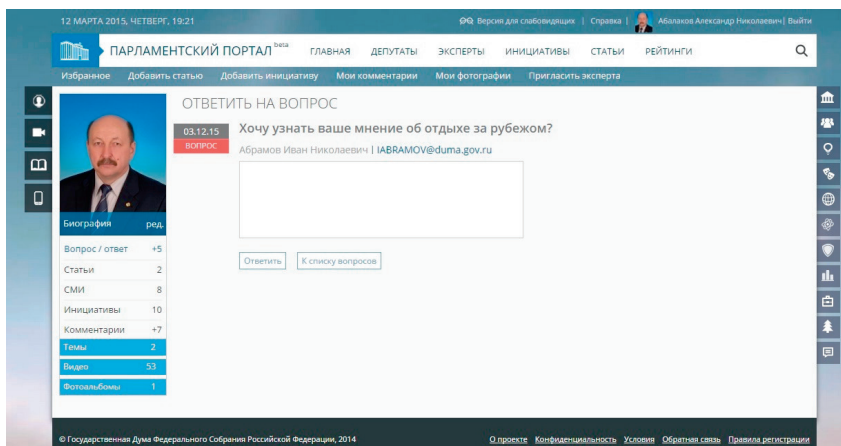 12 МАРТА 2015, ЧЕТВЕРГ, 19:21
Версия для слабовидящих | Справка | Абалаков Александр Николаевич | Выйти
ПАРЛАМЕНТСКИЙ ПОРТАЛ beta ГЛАВНАЯ ДЕПУТАТЫ ЭКСПЕРТЫ ИНИЦИАТИВЫ СТАТЬИ РЕЙТИНГИ
Избранное Добавить статью Добавить инициативу Мои комментарии Мои фотографии Пригласить эксперта
ОТВЕТИТЬ НА ВОПРОС
03.12.15 Хочу узнать ваше мнение об отдыхе за рубежом?
ВОПРОС Абрамов Иван Николаевич | IABRAMOV@duma.gov.ru
Биография ред.
Вопрос / ответ +5
Ответить К списку вопросов
Статьи 2
СМИ 8
Инициативы 10
Комментарии +7
Темы 2
Видео 53
Фотоальбомы 1
© Государственная Дума Федерального Собрания Российской Федерации, 2014 О проекте Конфиденциальность Условия Обратная связь Правила регистрации